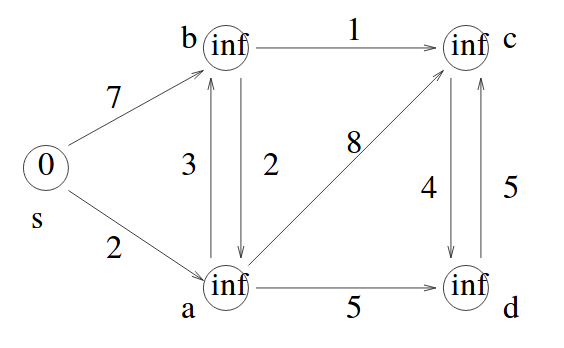 b inf 1 inf c
7
0 3 2 8 4 5
s 2
a inf 5 inf d